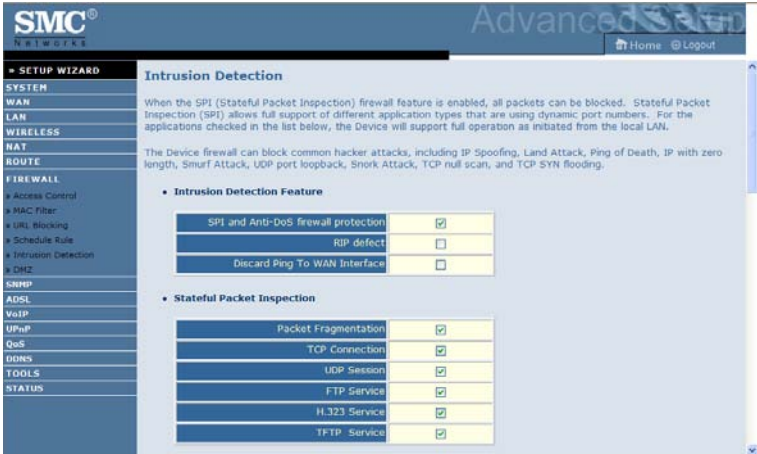 SMC®
Networks
Advanced Setup
Home Logout
» SETUP WIZARD
SYSTEM
WAN
LAN
WIRELESS
NAT
ROUTE
FIREWALL
» Access Control
» MAC Filter
» URL Blocking
» Schedule Rule
» Intrusion Detection
» DMZ
SNMP
ADSL
VoIP
UPnP
QoS
DDNS
TOOLS
STATUS
Intrusion Detection
When the SPI (Stateful Packet Inspection) firewall feature is enabled, all packets can be blocked. Stateful Packet
Inspection (SPI) allows full support of different application types that are using dynamic port numbers. For the
applications checked in the list below, the Device will support full operation as initiated from the local LAN.
The Device firewall can block common hacker attacks, including IP Spoofing, Land Attack, Ping of Death, IP with zero
length, Smurf Attack, UDP port loopback, Snork Attack, TCP null scan, and TCP SYN flooding.
• Intrusion Detection Feature
SPI and Anti-DoS firewall protection
RIP defect
Discard Ping To WAN Interface
• Stateful Packet Inspection
Packet Fragmentation
TCP Connection
UDP Session
FTP Service
H.323 Service
TFTP Service